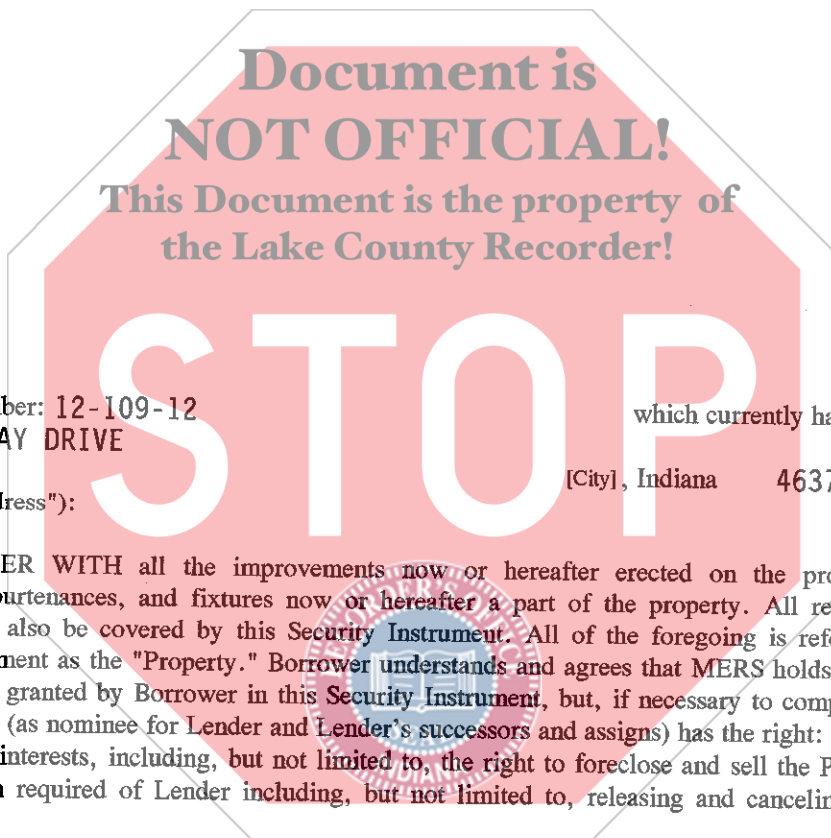 Document is
NOT OFFICIAL!
This Document is the property of
the Lake County Recorder!
STOP
ber: 12-109-12 which currently ha
AY DRIVE
[City], Indiana 4637
lress"):
ER WITH all the improvements now or hereafter erected on the pro
urtenances, and fixtures now or hereafter a part of the property. All re
also be covered by this Security Instrument. All of the foregoing is refe
nent as the "Property." Borrower understands and agrees that MERS holds
granted by Borrower in this Security Instrument, but, if necessary to comp
(as nominee for Lender and Lender's successors and assigns) has the right:
interests, including, but not limited to, the right to foreclose and sell the P
required of Lender including, but not limited to, releasing and cancelin